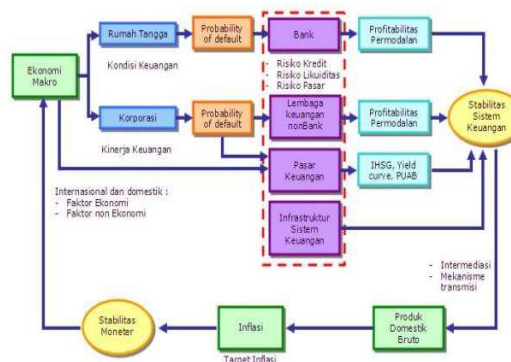 Rumah Tangga
Probability
of default
Bank
Profitabilitas
Permodalan
Ekonomi
Makro
Kondisi Keuangan
- Risiko Kredit
- Risiko Likuiditas
- Risiko Pasar
Korporasi
Probability
of default
Lembaga
keuangan
nonBank
Profitabilitas
Permodalan
Stabilitas
Sistem
Keuangan
Kinerja Keuangan
Pasar
Keuangan
IHSG, Yield
curve, PUAB
Internasional dan domestik :
- Faktor Ekonomi
- Faktor non Ekonomi
Infrastruktur
Sistem
Keuangan
- Intermediasi
- Mekanisme
transmisi
Stabilitas
Moneter
Inflasi
Produk
Domestik
Bruto
Target Inflasi